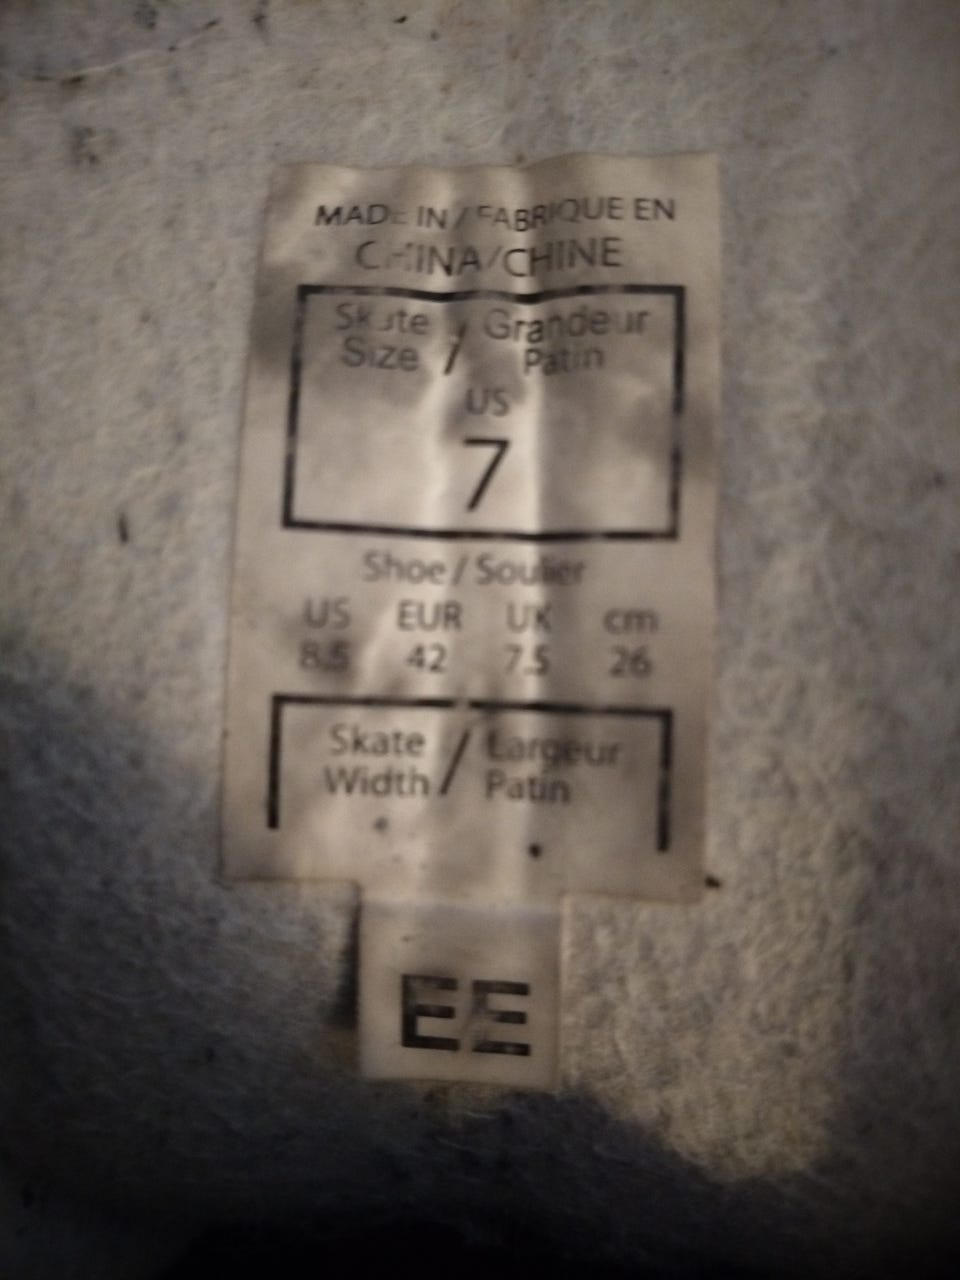 MADE IN / FABRIQUE EN
CHINA/CHINE
Skate / Grandeur
Size / Patin
US
7
Shoe / Soulier
US EUR UK cm
8.5 42 7.5 26
Skate / Largeur
Width / Patin
EE